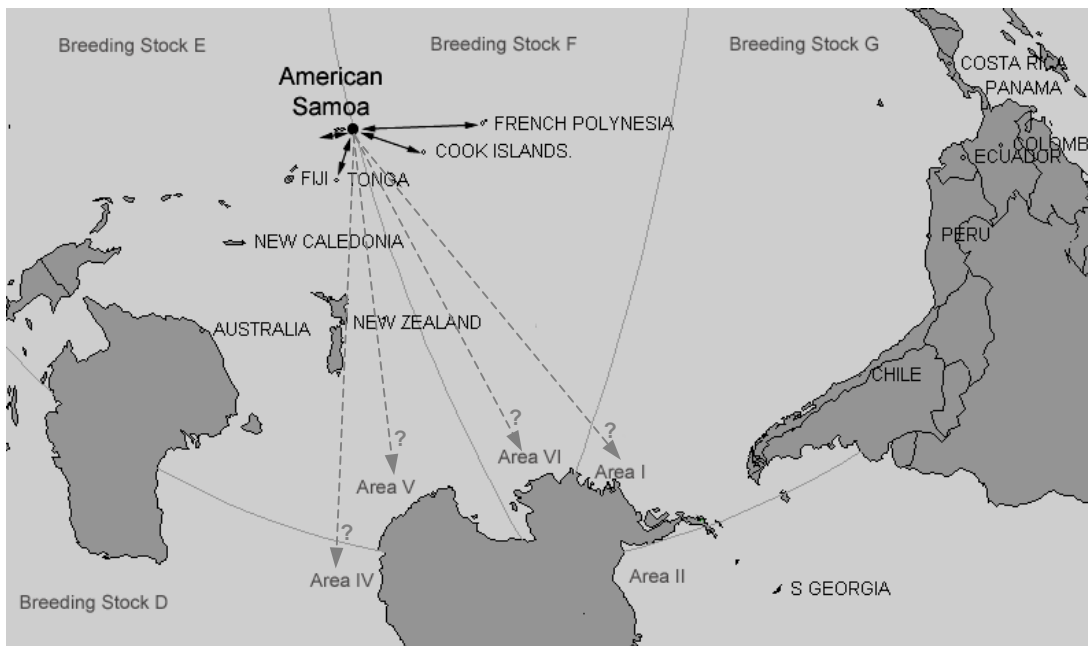 Breeding Stock E
Breeding Stock F
Breeding Stock G
COSTA RICA
PANAMA
American
Samoa
FRENCH POLYNESIA
COLOMB
COOK ISLANDS.
ECUADOR
FIJI
TONGA
PERU
NEW CALEDONIA
AUSTRALIA
NEW ZEALAND
CHILE
?
?
?
?
Area VI
Area I
Area V
Area IV
Area II
S GEORGIA
Breeding Stock D